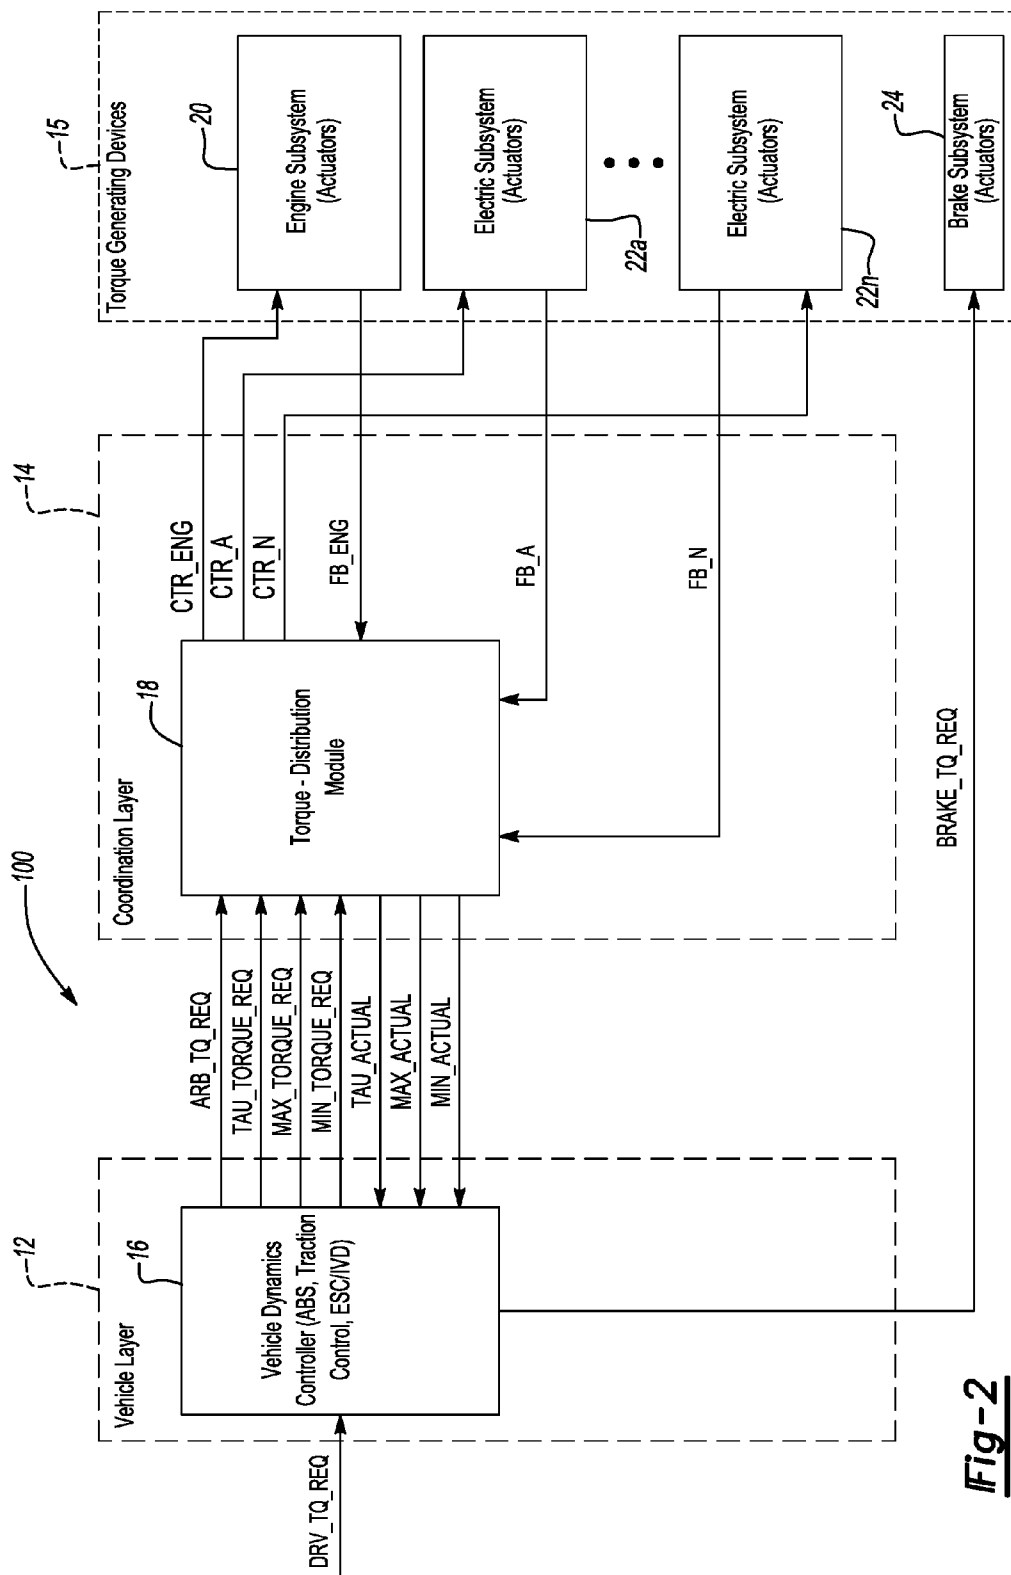 100
12
Vehicle Layer
16
Vehicle Dynamics
Controller (ABS, Traction
Control, ESC/IVD)
DRV_TQ_REQ
ARB_TQ_REQ
TAU_TORQUE_REQ
MAX_TORQUE_REQ
MIN_TORQUE_REQ
TAU_ACTUAL
MAX_ACTUAL
MIN_ACTUAL
14
Coordination Layer
18
Torque - Distribution
Module
CTR_ENG
CTR_A
CTR_N
FB_ENG
FB_A
FB_N
BRAKE_TQ_REQ
15
Torque Generating Devices
20
Engine Subsystem
(Actuators)
Electric Subsystem
(Actuators)
22a
Electric Subsystem
(Actuators)
22n
24
Brake Subsystem
(Actuators)
Fig-2